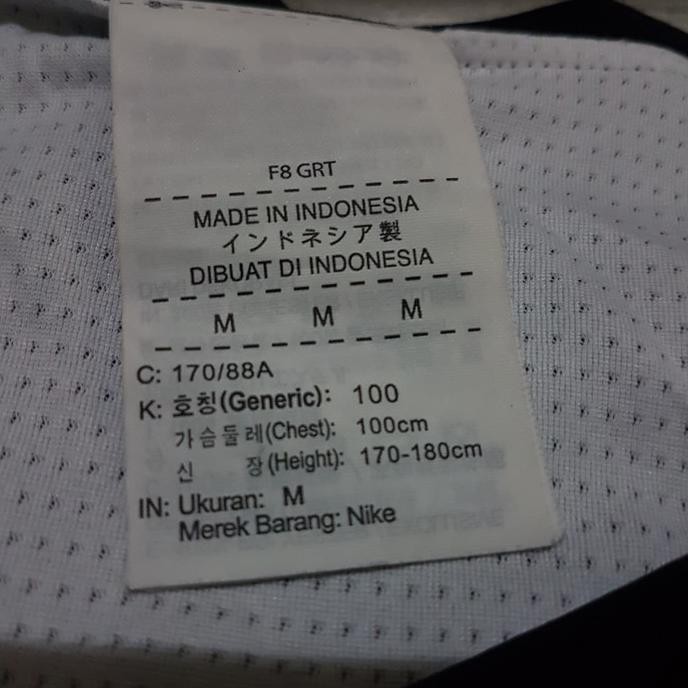 F8 GRT
MADE IN INDONESIA
インドネシア製
DIBUAT DI INDONESIA
M M M
C: 170/88A
K: 호칭(Generic): 100
가슴둘레(Chest): 100cm
신 장(Height): 170-180cm
IN: Ukuran: M
Merek Barang: Nike